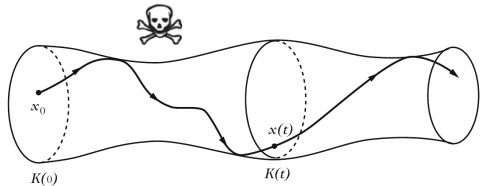 x₀
x(t)
K(0)
K(t)